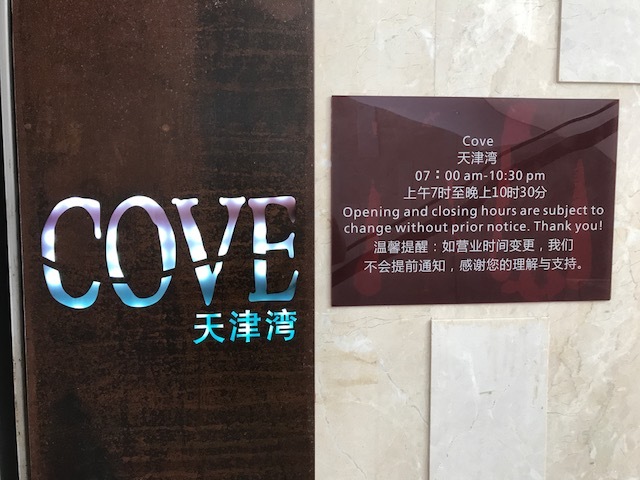 COVE
天津湾
Cove
天津湾
07：00 am-10:30 pm
上午7时至晚上10时30分
Opening and closing hours are subject to
change without prior notice. Thank you!
温馨提醒：如营业时间变更，我们
不会提前通知，感谢您的理解与支持。